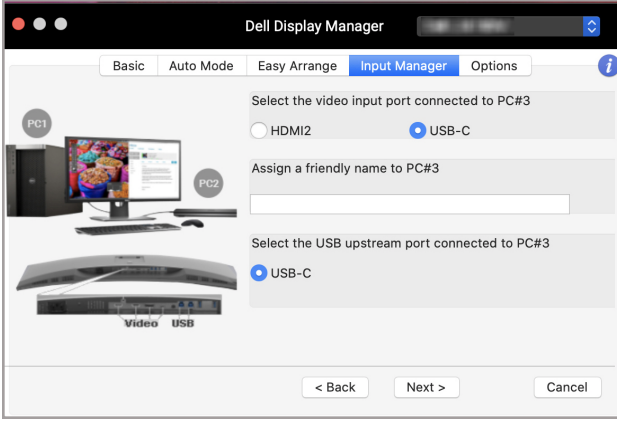 Dell Display Manager
Basic
Auto Mode
Easy Arrange
Input Manager
Options
i
Select the video input port connected to PC#3
PC1
HDMI2
USB-C
Assign a friendly name to PC#3
PC2
Select the USB upstream port connected to PC#3
USB-C
Video
USB
< Back
Next >
Cancel